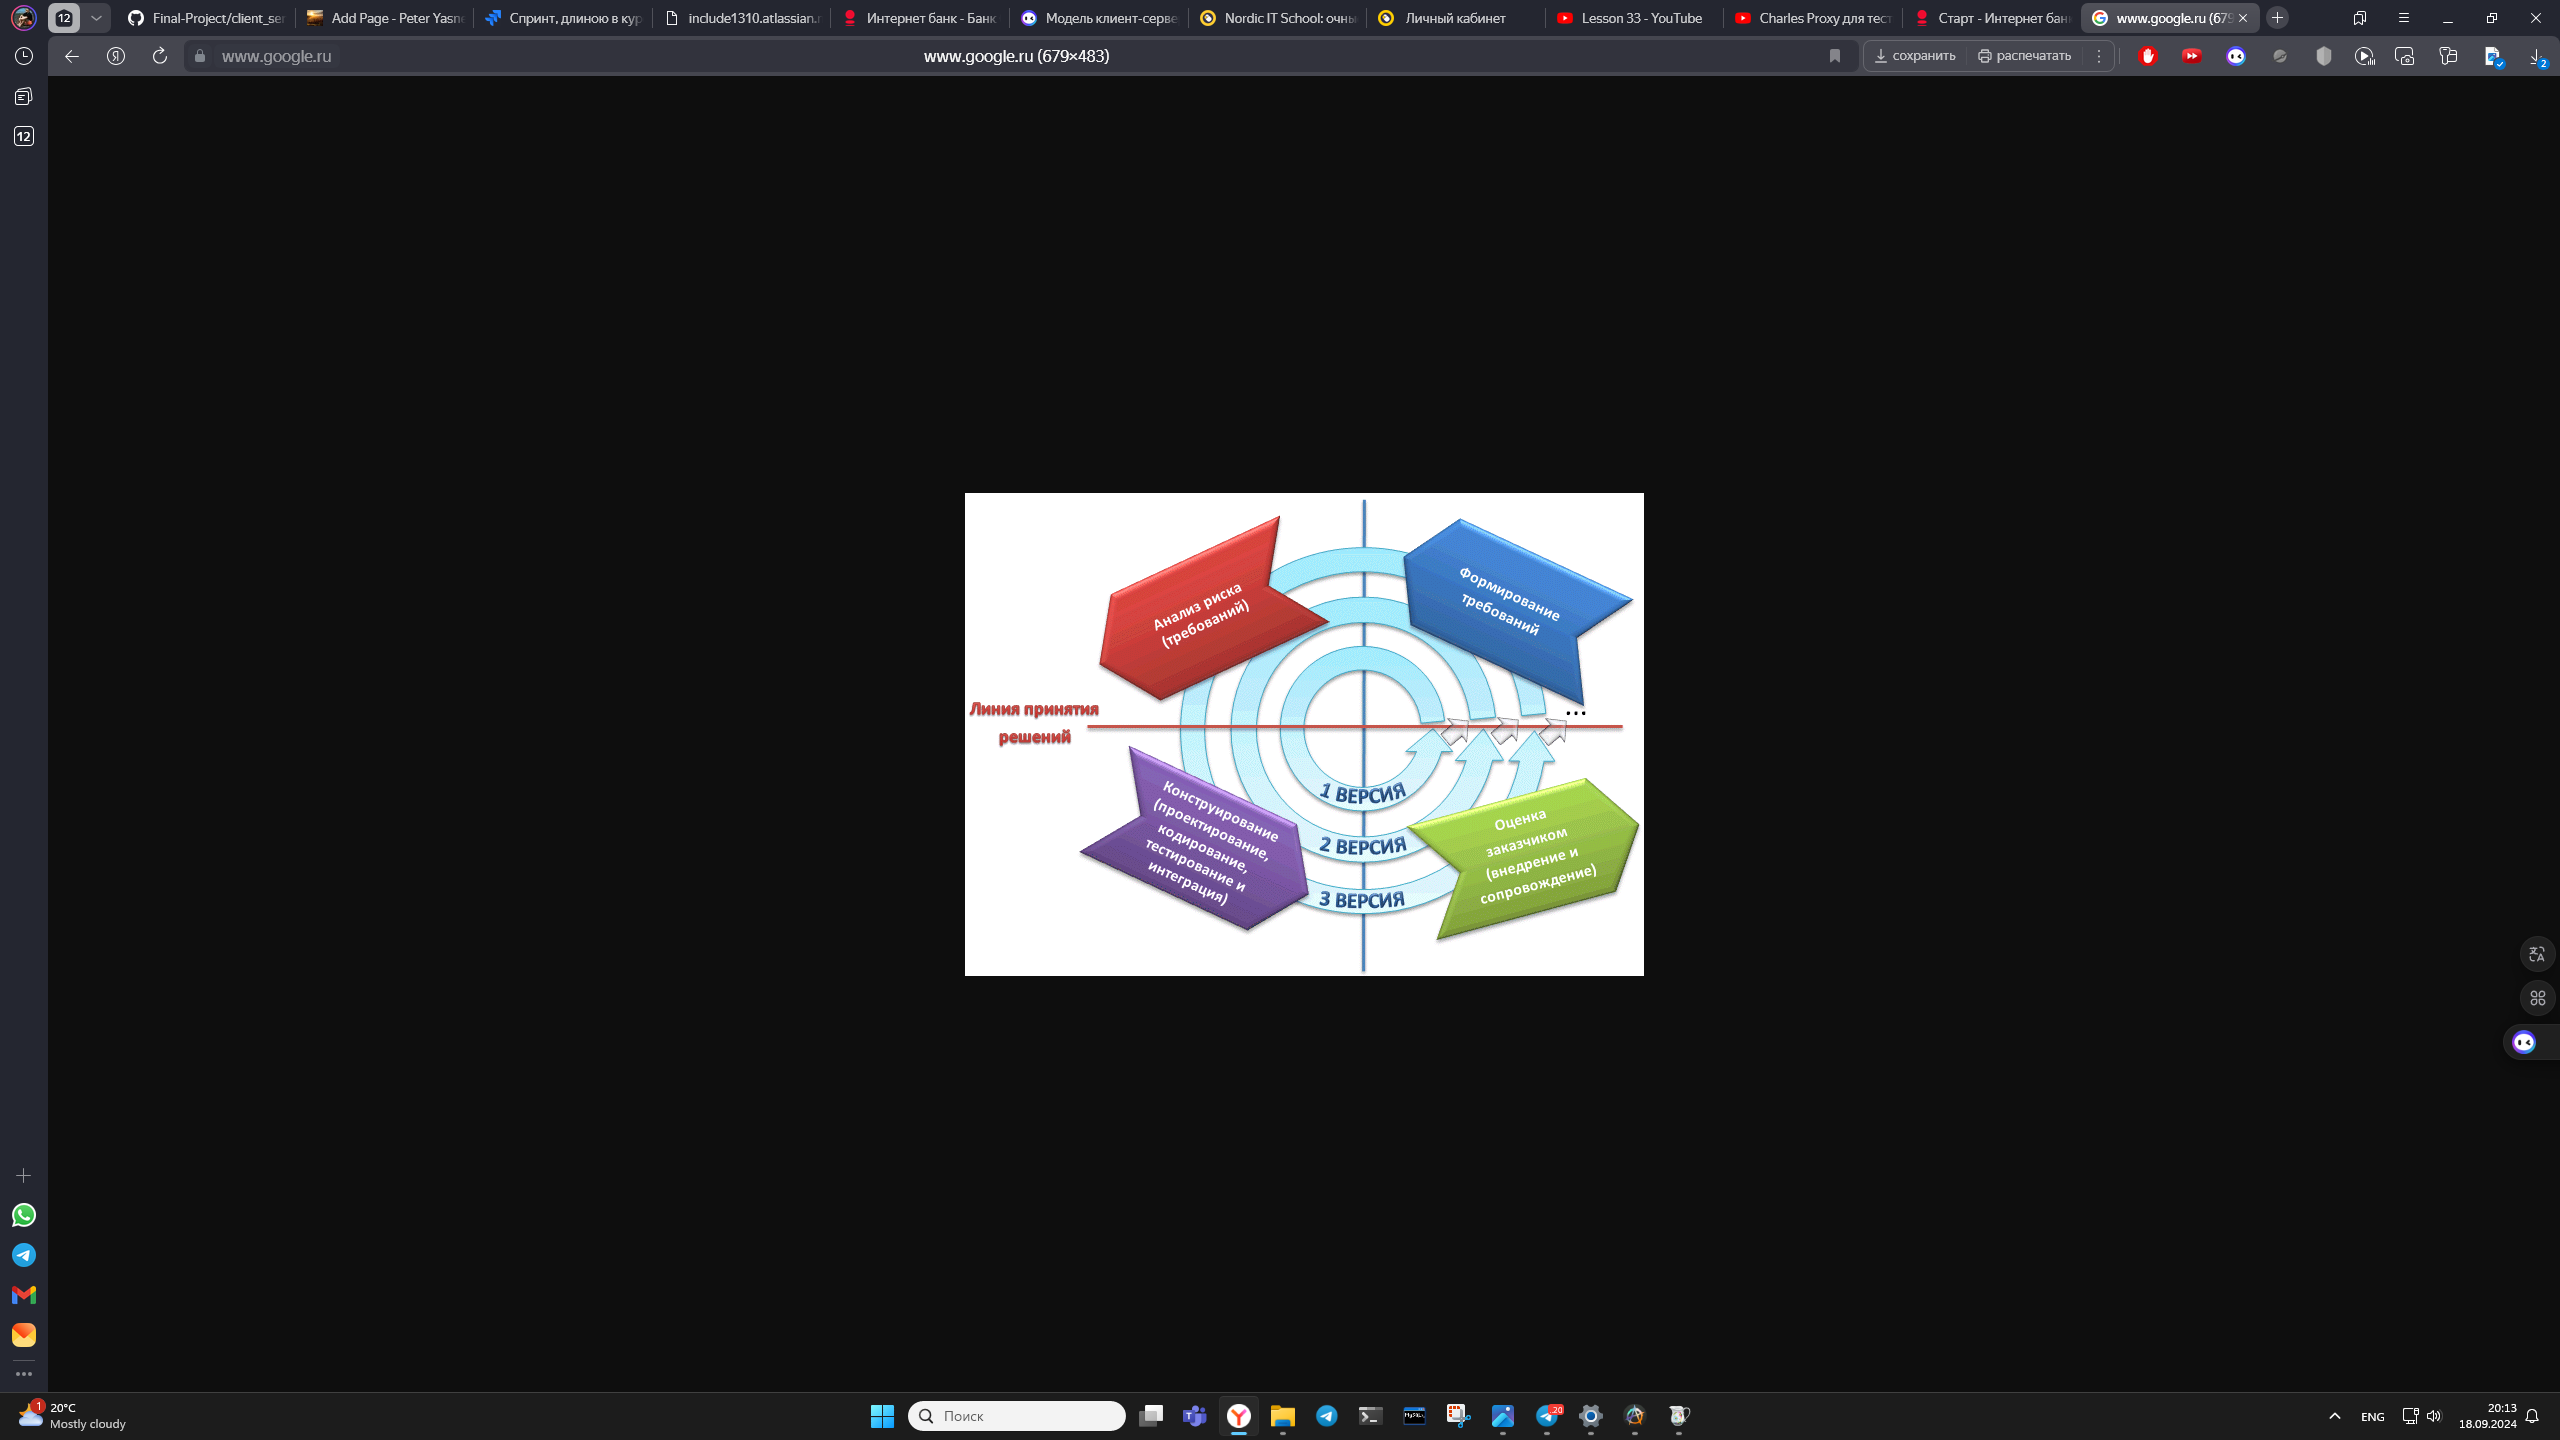 12
Final-Project/client_ser
Add Page - Peter Yasne
Спринт, длиною в кур
include1310.atlassian.r
Интернет банк - Банк
Модель клиент-серве
Nordic IT School: очны
Личный кабинет
Lesson 33 - YouTube
Charles Proxy для тест
Старт - Интернет банк
www.google.ru (679
www.google.ru
www.google.ru (679×483)
сохранить
распечатать
2
12
Анализ риска
(требований)
Формирование
требований
...
Линия принятия
решений
1 ВЕРСИЯ
2 ВЕРСИЯ
3 ВЕРСИЯ
Конструирование
(проектирование,
кодирование,
тестирование и
интеграция)
Оценка
заказчиком
(внедрение и
сопровождение)
1
20°C
Mostly cloudy
Поиск
20
ENG
20:13
18.09.2024